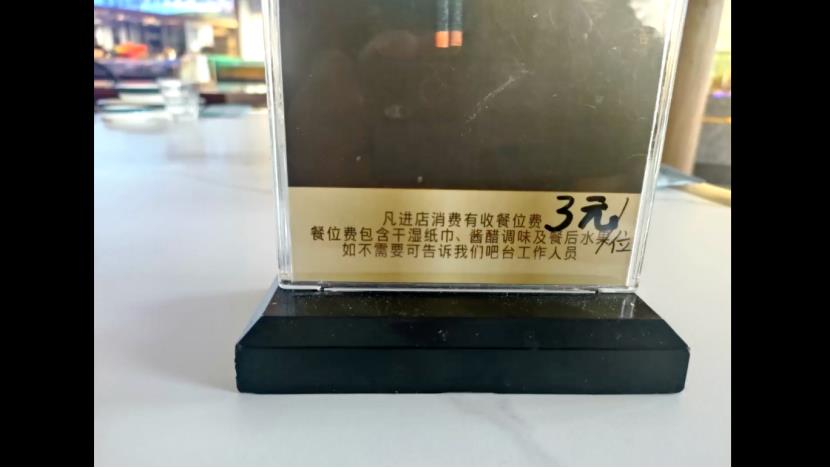 凡进店消费有收餐位费3元/位
餐位费包含干湿纸巾、酱醋调味及餐后水果
如不需要可告诉我们吧台工作人员